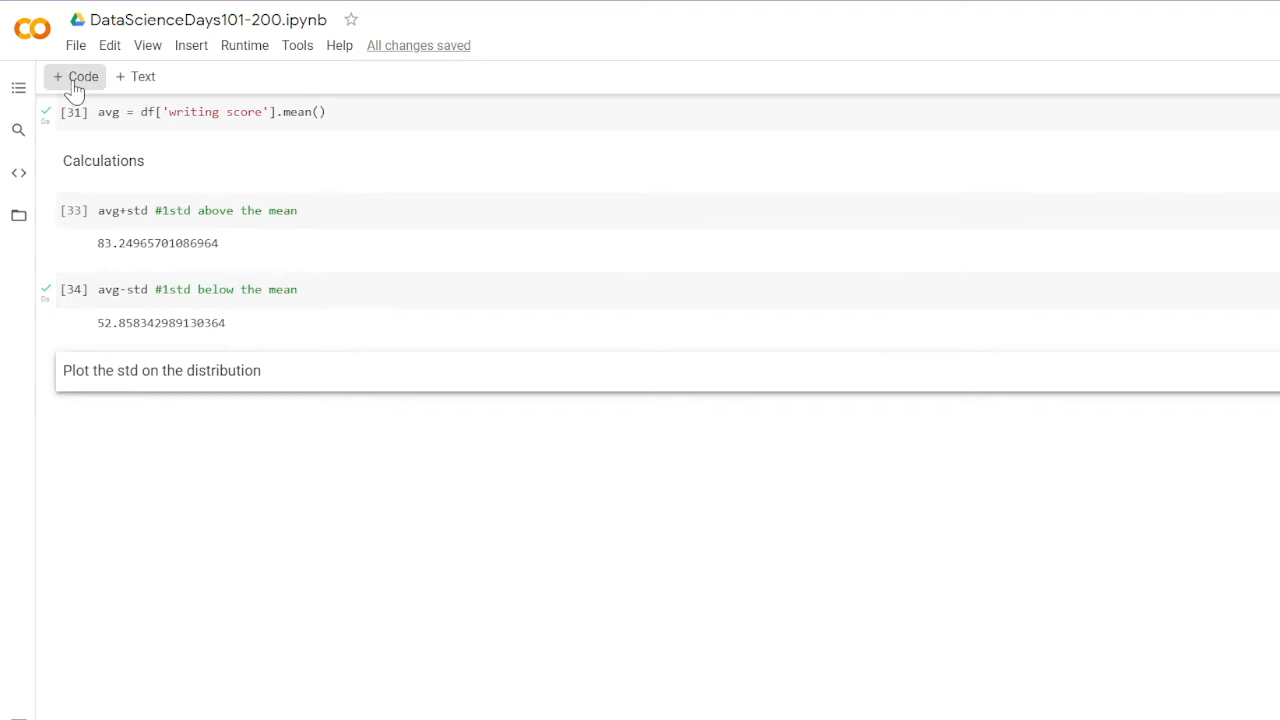 DataScienceDays101-200.ipynb
File Edit View Insert Runtime Tools Help All changes saved
+ Code + Text
[31] avg = df['writing score'].mean()
0s
Calculations
[33] avg+std #1std above the mean
83.24965701086964
[34] avg-std #1std below the mean
0s
52.858342989130364
Plot the std on the distribution